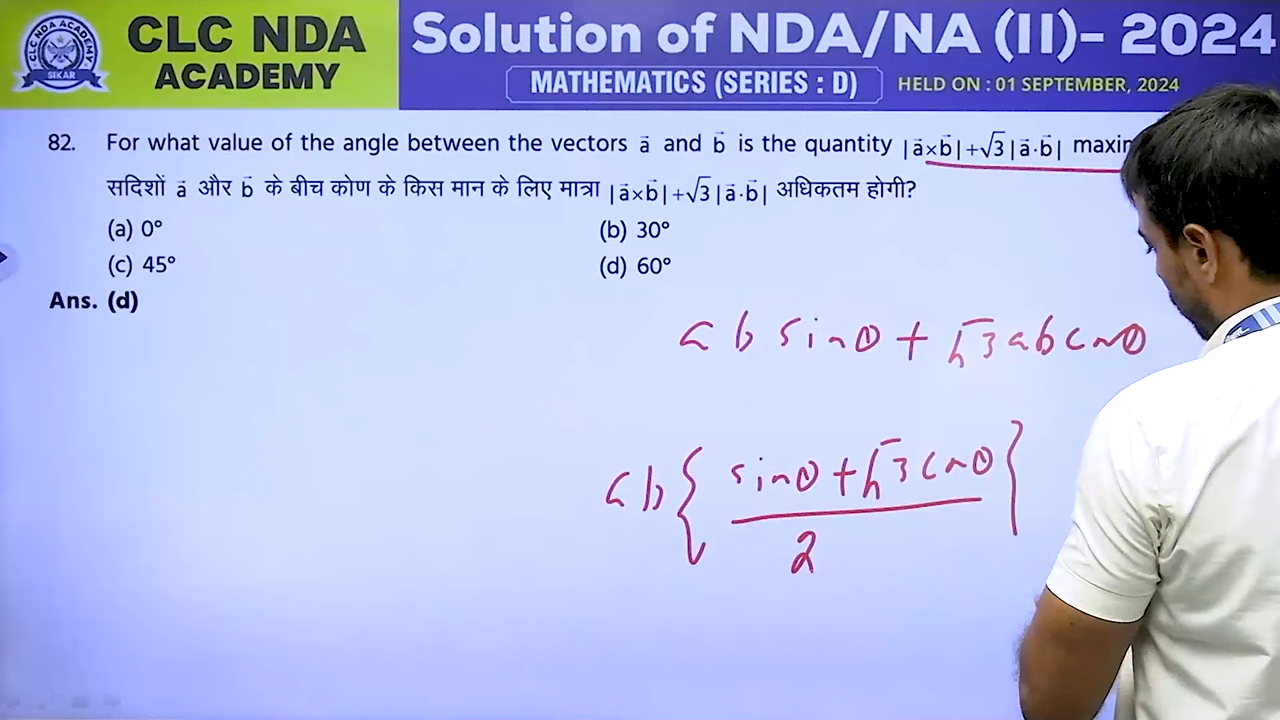 CLC NDA ACADEMY
SIKAR
CLC NDA
ACADEMY
Solution of NDA/NA (II)- 2024
MATHEMATICS (SERIES : D)
HELD ON : 01 SEPTEMBER, 2024
82. For what value of the angle between the vectors a⃗ and b⃗ is the quantity |a⃗×b⃗|+√3|a⃗·b⃗|
सदिशों a⃗ और b⃗ के बीच कोण के किस मान के लिए मात्रा |a⃗×b⃗|+√3|a⃗·b⃗| अधिकतम होगी?
(a) 0° (b) 30°
(c) 45° (d) 60°
Ans. (d)
ab sinθ + √3 ab cosθ
ab { sinθ + √3 cosθ }
2